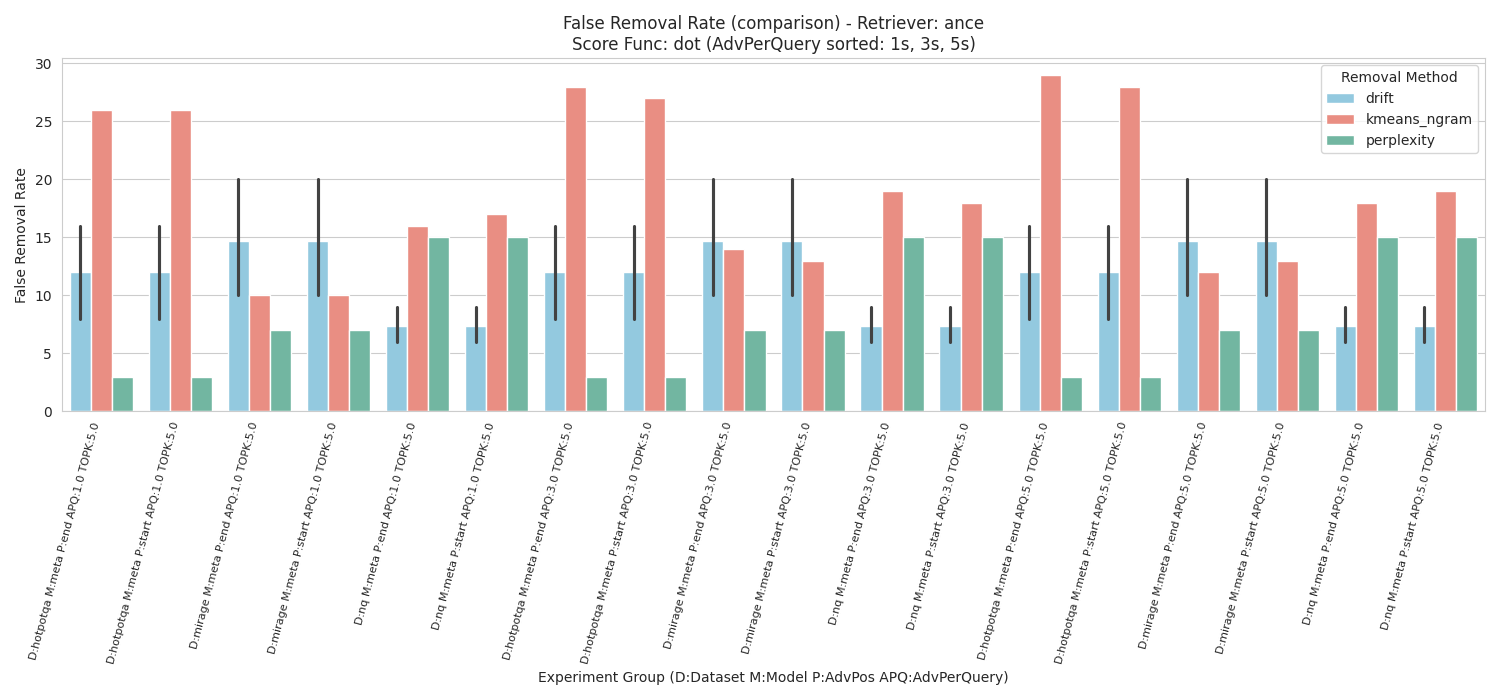 False Removal Rate (comparison) - Retriever: ance
Score Func: dot (AdvPerQuery sorted: 1s, 3s, 5s)
Removal Method
drift
kmeans_ngram
perplexity
False Removal Rate
30
25
20
15
10
5
0
D:hotpotqa M:meta P:end APQ:1.0 TOPK:5.0
D:hotpotqa M:meta P:start APQ:1.0 TOPK:5.0
D:mirage M:meta P:end APQ:1.0 TOPK:5.0
D:mirage M:meta P:start APQ:1.0 TOPK:5.0
D:nq M:meta P:end APQ:1.0 TOPK:5.0
D:nq M:meta P:start APQ:1.0 TOPK:5.0
D:hotpotqa M:meta P:end APQ:3.0 TOPK:5.0
D:hotpotqa M:meta P:start APQ:3.0 TOPK:5.0
D:mirage M:meta P:end APQ:3.0 TOPK:5.0
D:mirage M:meta P:start APQ:3.0 TOPK:5.0
D:nq M:meta P:end APQ:3.0 TOPK:5.0
D:nq M:meta P:start APQ:3.0 TOPK:5.0
D:hotpotqa M:meta P:end APQ:5.0 TOPK:5.0
D:hotpotqa M:meta P:start APQ:5.0 TOPK:5.0
D:mirage M:meta P:end APQ:5.0 TOPK:5.0
D:mirage M:meta P:start APQ:5.0 TOPK:5.0
D:nq M:meta P:end APQ:5.0 TOPK:5.0
D:nq M:meta P:start APQ:5.0 TOPK:5.0
Experiment Group (D:Dataset M:Model P:AdvPos APQ:AdvPerQuery)